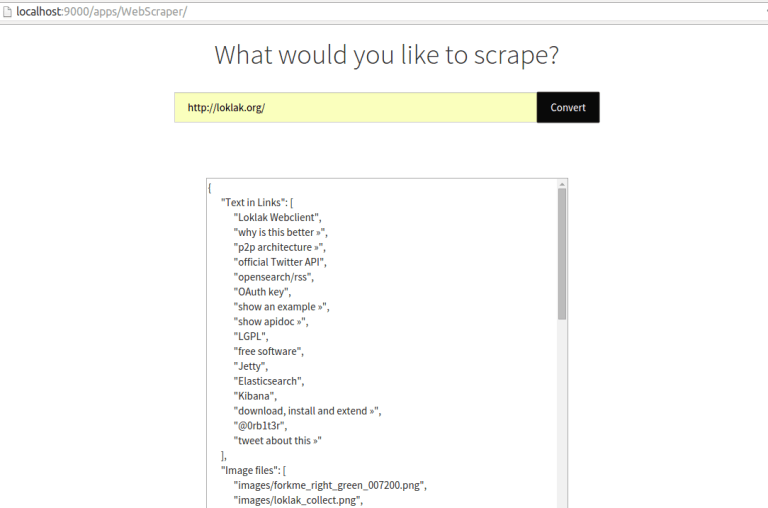 localhost:9000/apps/WebScraper/
What would you like to scrape?
http://loklak.org/
Convert
{
"Text in Links": [
"Loklak Webclient",
"why is this better »",
"p2p architecture »",
"official Twitter API",
"opensearch/rss",
"OAuth key",
"show an example »",
"show apidoc »",
"LGPL",
"free software",
"Jetty",
"Elasticsearch",
"Kibana",
"download, install and extend »",
"@0rb1t3r",
"tweet about this »"
],
"Image files": [
"images/forkme_right_green_007200.png",
"images/loklak_collect.png",